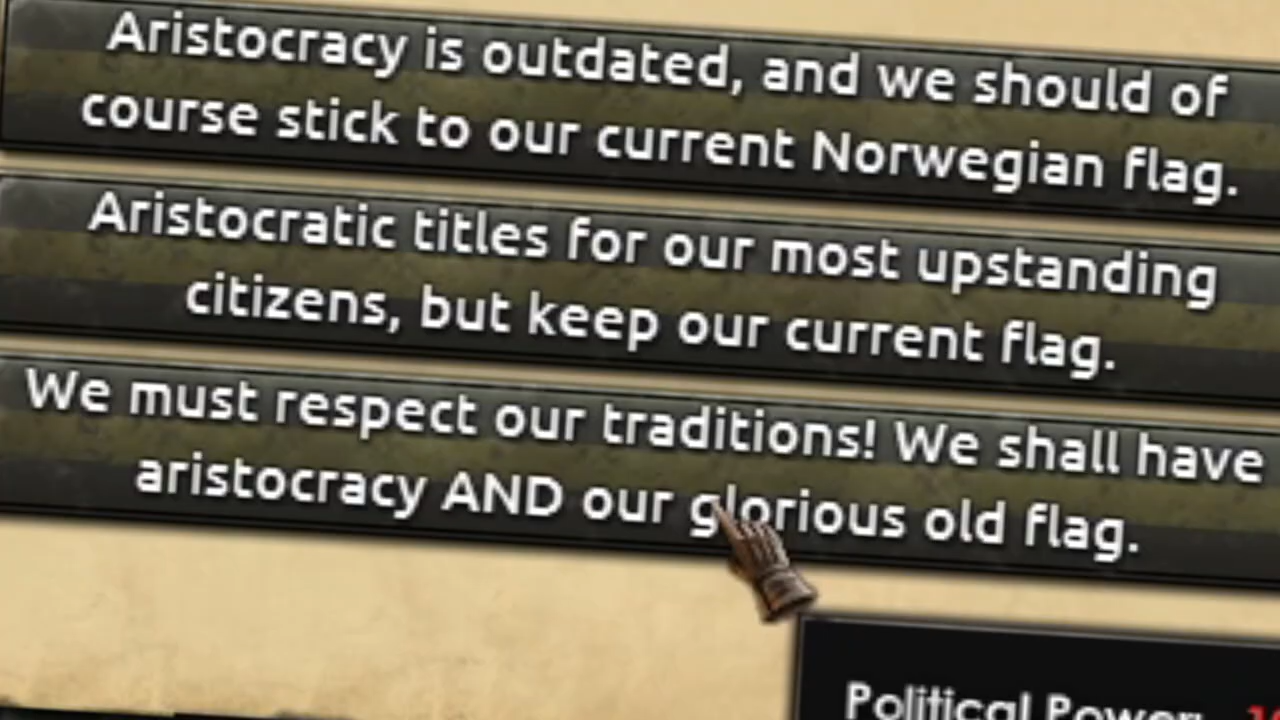 Aristocracy is outdated, and we should of
course stick to our current Norwegian flag.
Aristocratic titles for our most upstanding
citizens, but keep our current flag.
We must respect our traditions! We shall have
aristocracy AND our glorious old flag.
Political Power: